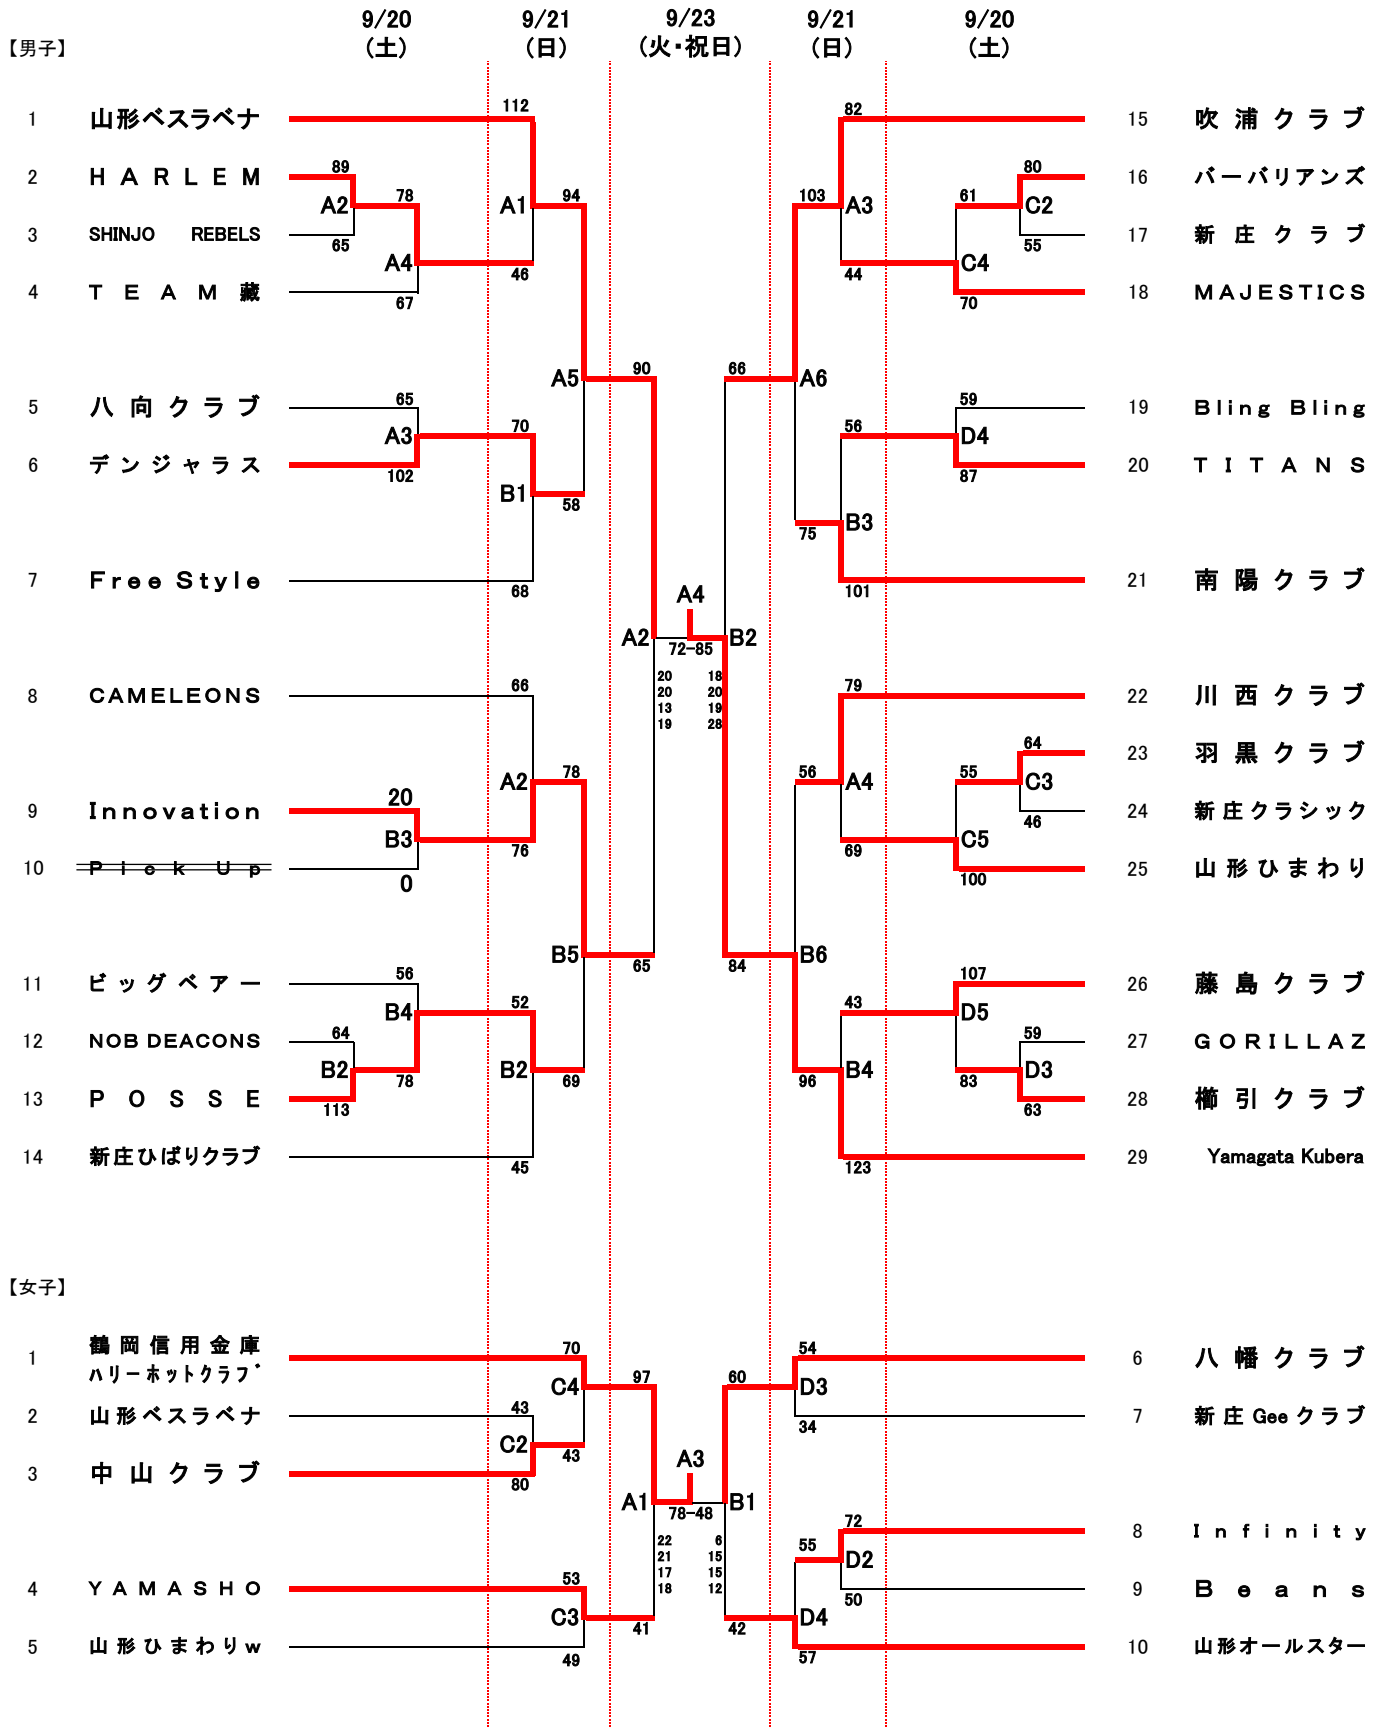 9/20 9/21 9/23 9/21 9/20
【男子】 (土) (日) (火・祝日) (日) (土)
112 82
1 山形ベスラベナ 15 吹浦クラブ
89 80
2 HARLEM 78 61 16 バーバリアンズ
A2 A1 94 103 A3 C2
3 SHINJO REBELS 65 55 17 新庄クラブ
A4 46 44 C4
4 TEAM藏 67 70 18 MAJESTICS
90 66
A5 A6
5 八向クラブ 65 59 19 Bling Bling
A3 70 56 D4
6 デンジャラス 102 87 20 TITANS
B1 58 75 B3
7 Free Style 68 101 21 南陽クラブ
A4
A2 72-85 B2
20 18
20 20
13 19
19 28
8 CAMELEONS 66 79 22 川西クラブ
64 23 羽黒クラブ
A2 78 56 A4 55 C3
9 Innovation 20 46 24 新庄クラシック
B3 76 69 C5
10 Pick Up 0 100 25 山形ひまわり
B5 65 84 B6
11 ビッグベアー 56 107 26 藤島クラブ
B4 52 43 D5
12 NOB DEACONS 64 59 27 GORILLAZ
B2 78 B2 69 96 B4 83 D3
13 POSSE 113 63 28 櫛引クラブ
14 新庄ひばりクラブ 45 123 29 Yamagata Kubera
【女子】
鶴岡信用金庫 70 54
1 ハリーホットクラブ 6 八幡クラブ
C4 97 60 D3
2 山形ベスラベナ 43 34 7 新庄Geeクラブ
C2 43
3 中山クラブ 80
A3
A1 78-48 B1
22 6
21 15
17 15
18 12
72 8 Infinity
55 D2
4 YAMASHO 53 50 9 Beans
C3 41 42 D4
5 山形ひまわりw 49 57 10 山形オールスター